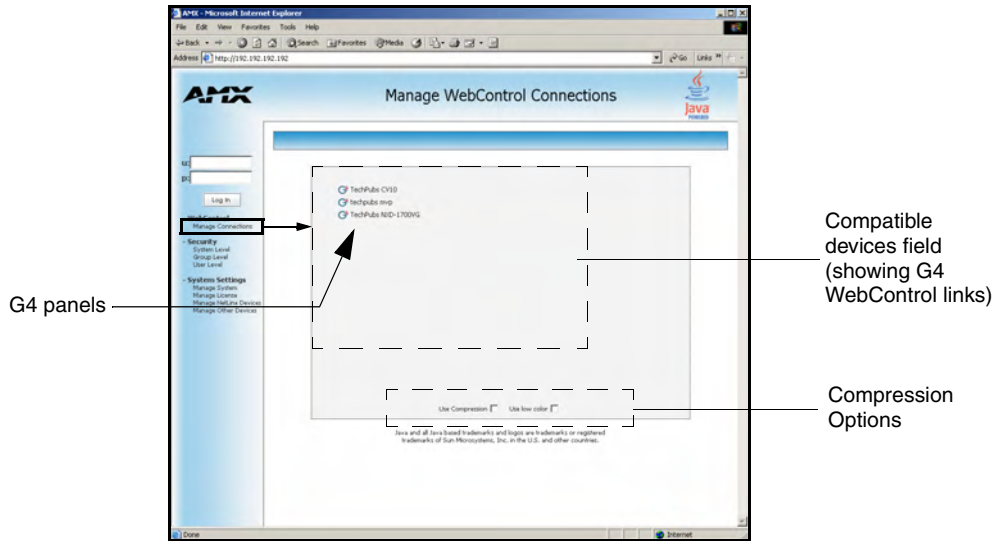 AMX - Microsoft Internet Explorer
File Edit View Favorites Tools Help
Back Search Favorites Media
Address http://192.192.192.192 Go Links »
AMX
Manage WebControl Connections
Java
POWERED
u:
p:
Log In
- WebControl
Manage Connections
- Security
System Level
Group Level
User Level
- System Settings
Manage System
Manage License
Manage NetLinx Devices
Manage Other Devices
TechPubs CV10
techpubs mvp
TechPubs NXD-1700VG
Use Compression Use low color
Java and all Java based trademarks and logos are trademarks or registered
trademarks of Sun Microsystems, Inc. in the U.S. and other countries.
Done Internet
G4 panels
Compatible
devices field
(showing G4
WebControl links)
Compression
Options